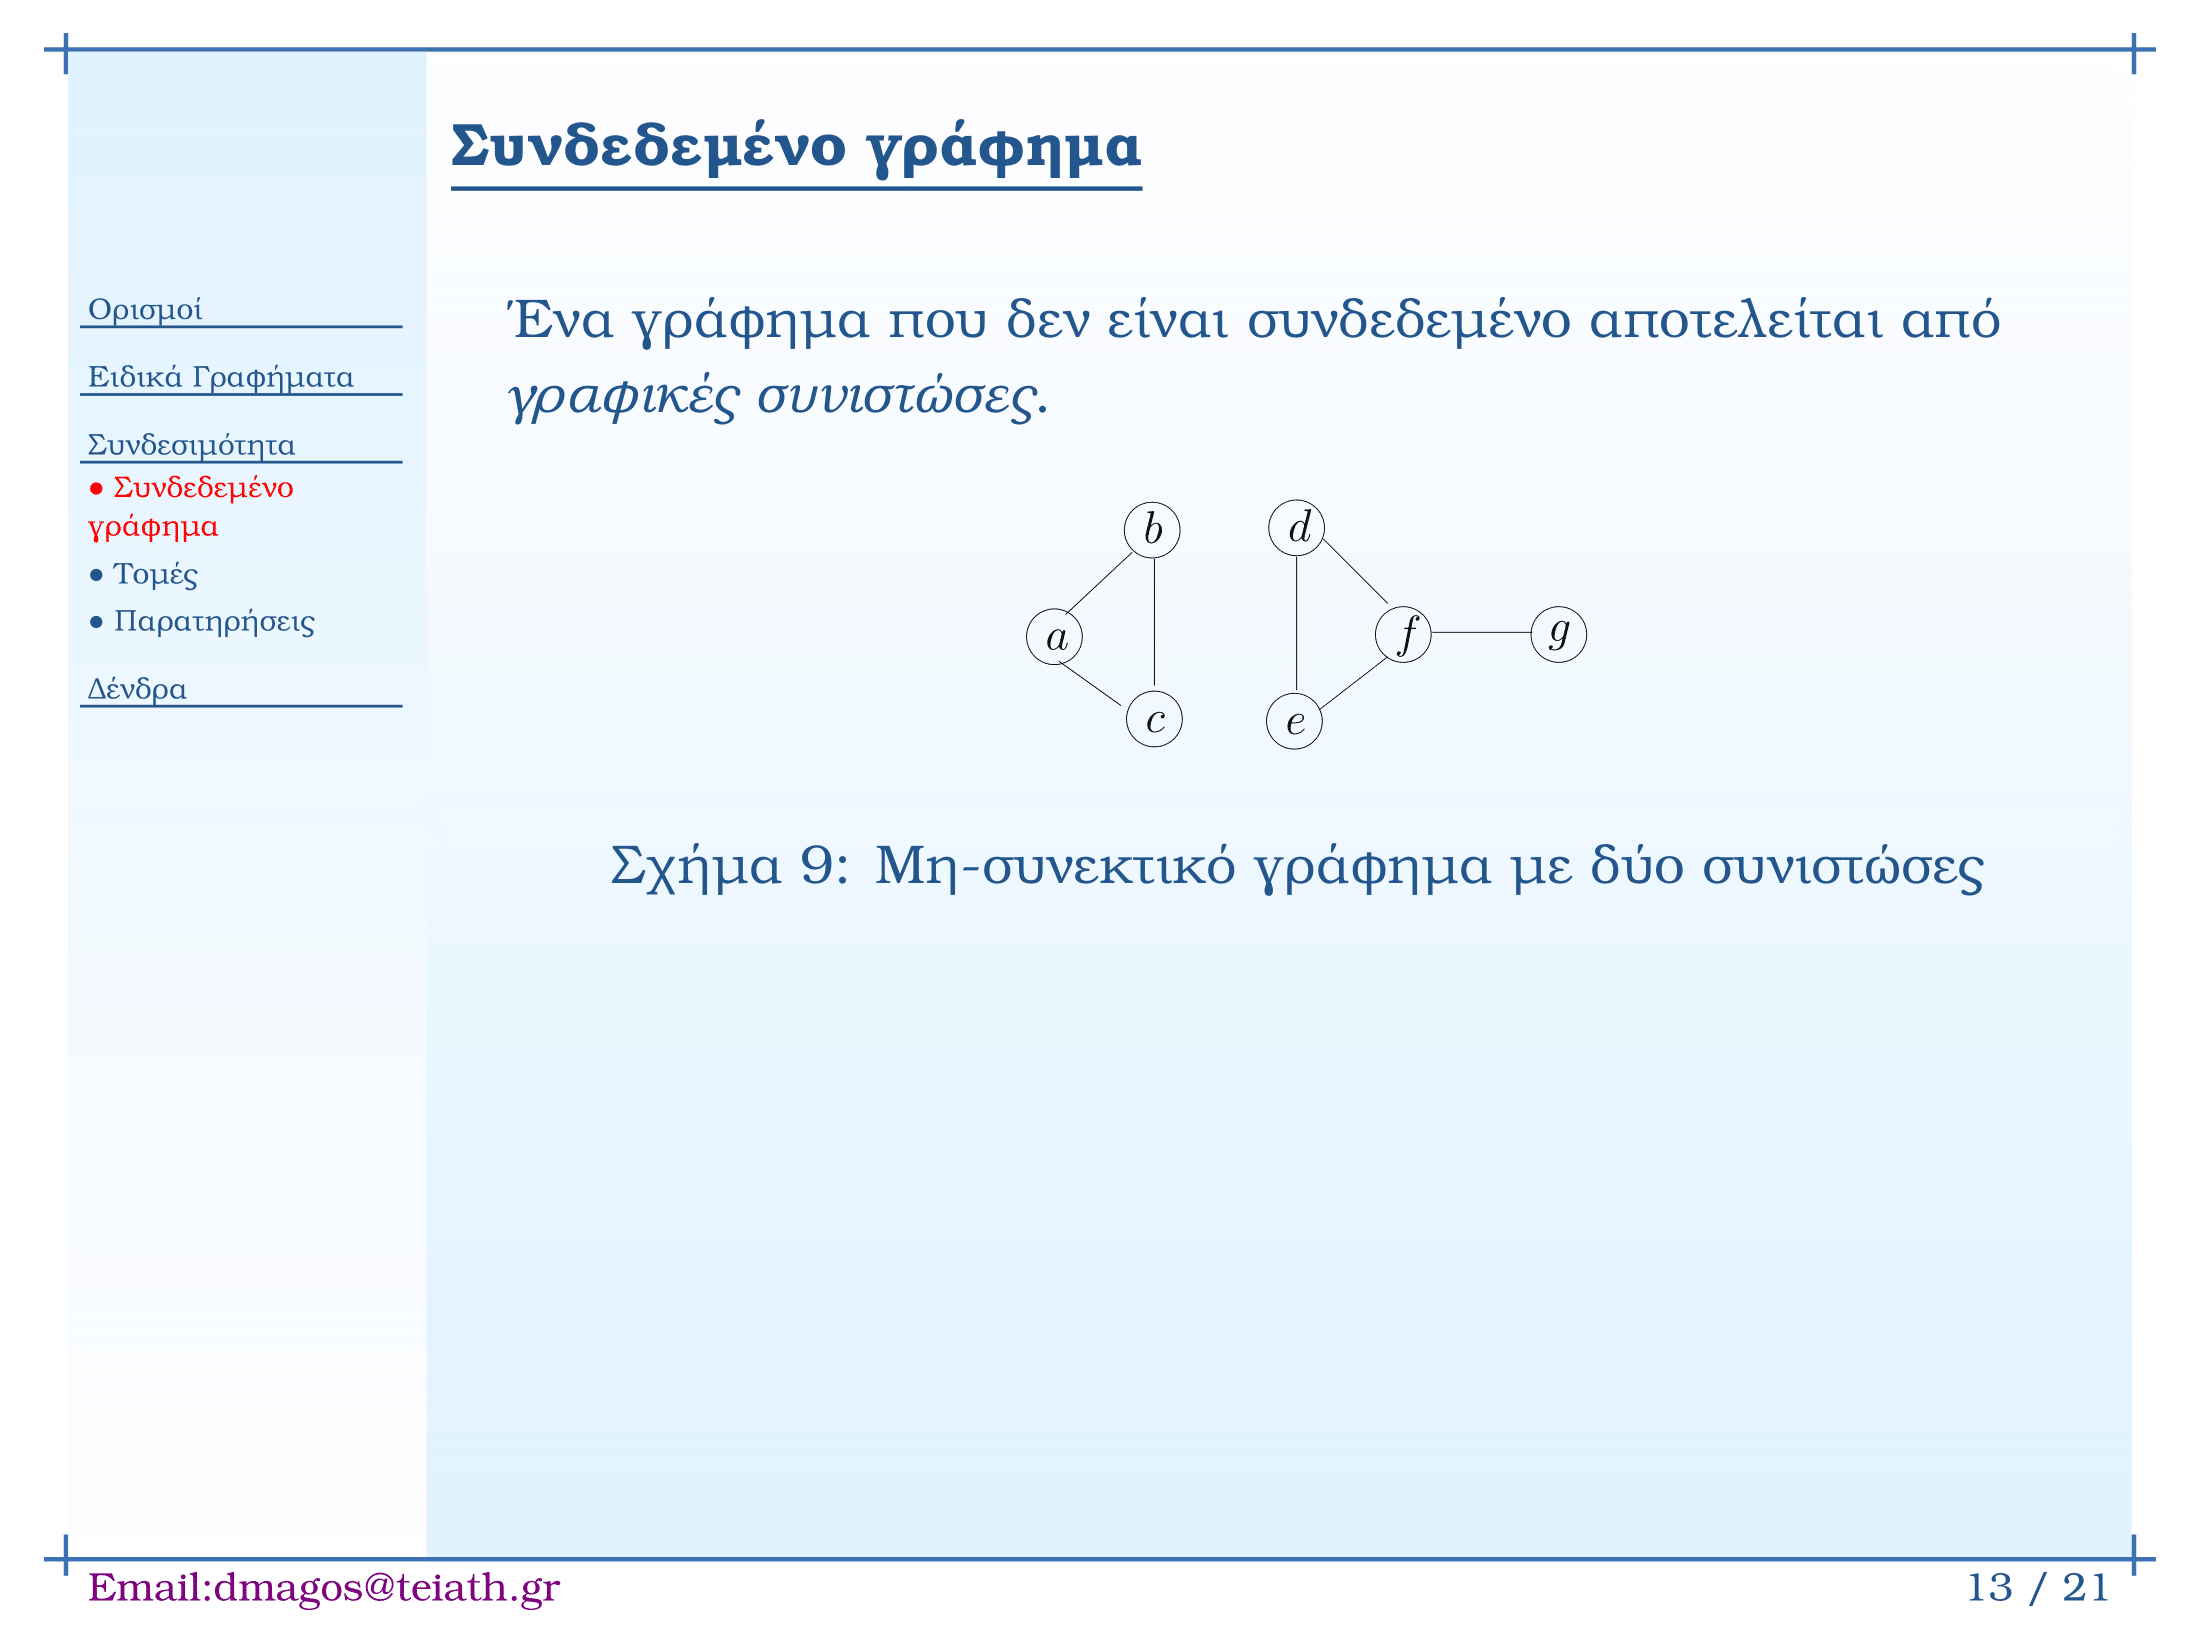 Συνδεδεμένο γράφημα
Ορισμοί
Ειδικά Γραφήματα
Συνδεσιμότητα
• Συνδεδεμένο
γράφημα
• Τομές
• Παρατηρήσεις
Δένδρα
Ένα γράφημα που δεν είναι συνδεδεμένο αποτελείται από
γραφικές συνιστώσες.
b d
a f g
c e
Σχήμα 9: Μη-συνεκτικό γράφημα με δύο συνιστώσες
Email:dmagos@teiath.gr
13 / 21